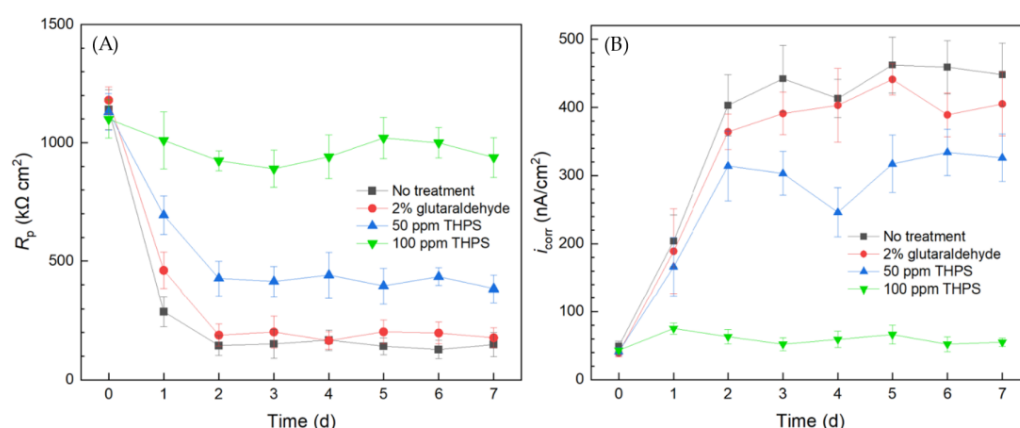 (A)
1500
1000
500
0
Rp (kΩ cm2)
No treatment
2% glutaraldehyde
50 ppm THPS
100 ppm THPS
0 1 2 3 4 5 6 7
Time (d)
(B)
500
400
300
200
100
0
icorr (nA/cm2)
No treatment
2% glutaraldehyde
50 ppm THPS
100 ppm THPS
0 1 2 3 4 5 6 7
Time (d)